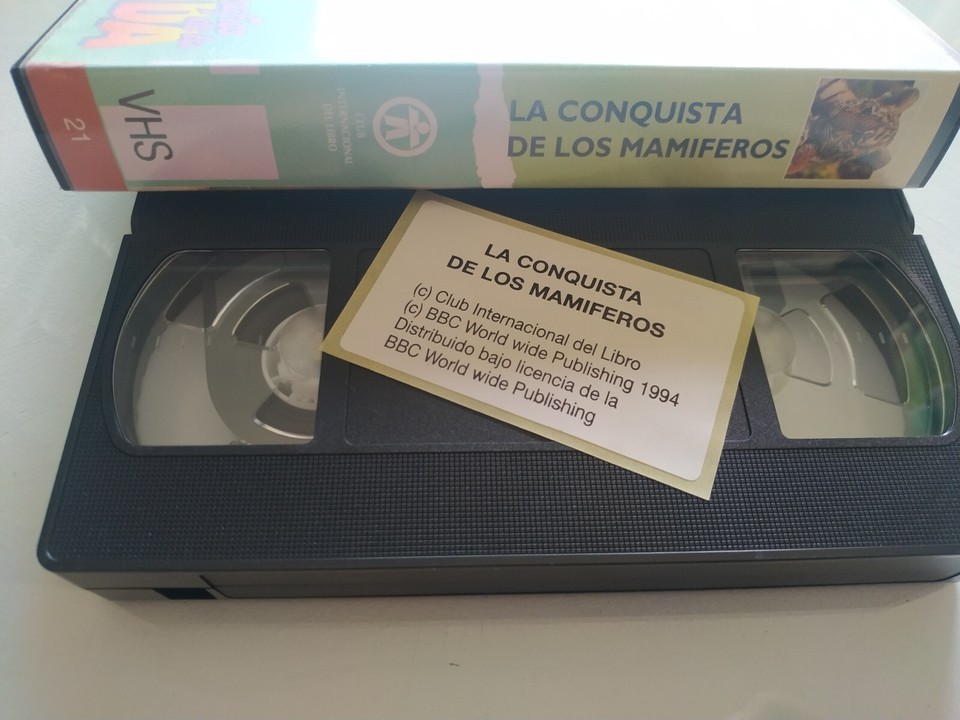 21
VHS
CLUB
INTERNACIONAL
DEL LIBRO
LA CONQUISTA
DE LOS MAMIFEROS
LA CONQUISTA
DE LOS MAMIFEROS
(c) Club Internacional del Libro
(c) BBC World wide Publishing 1994
Distribuido bajo licencia de la
BBC World wide Publishing